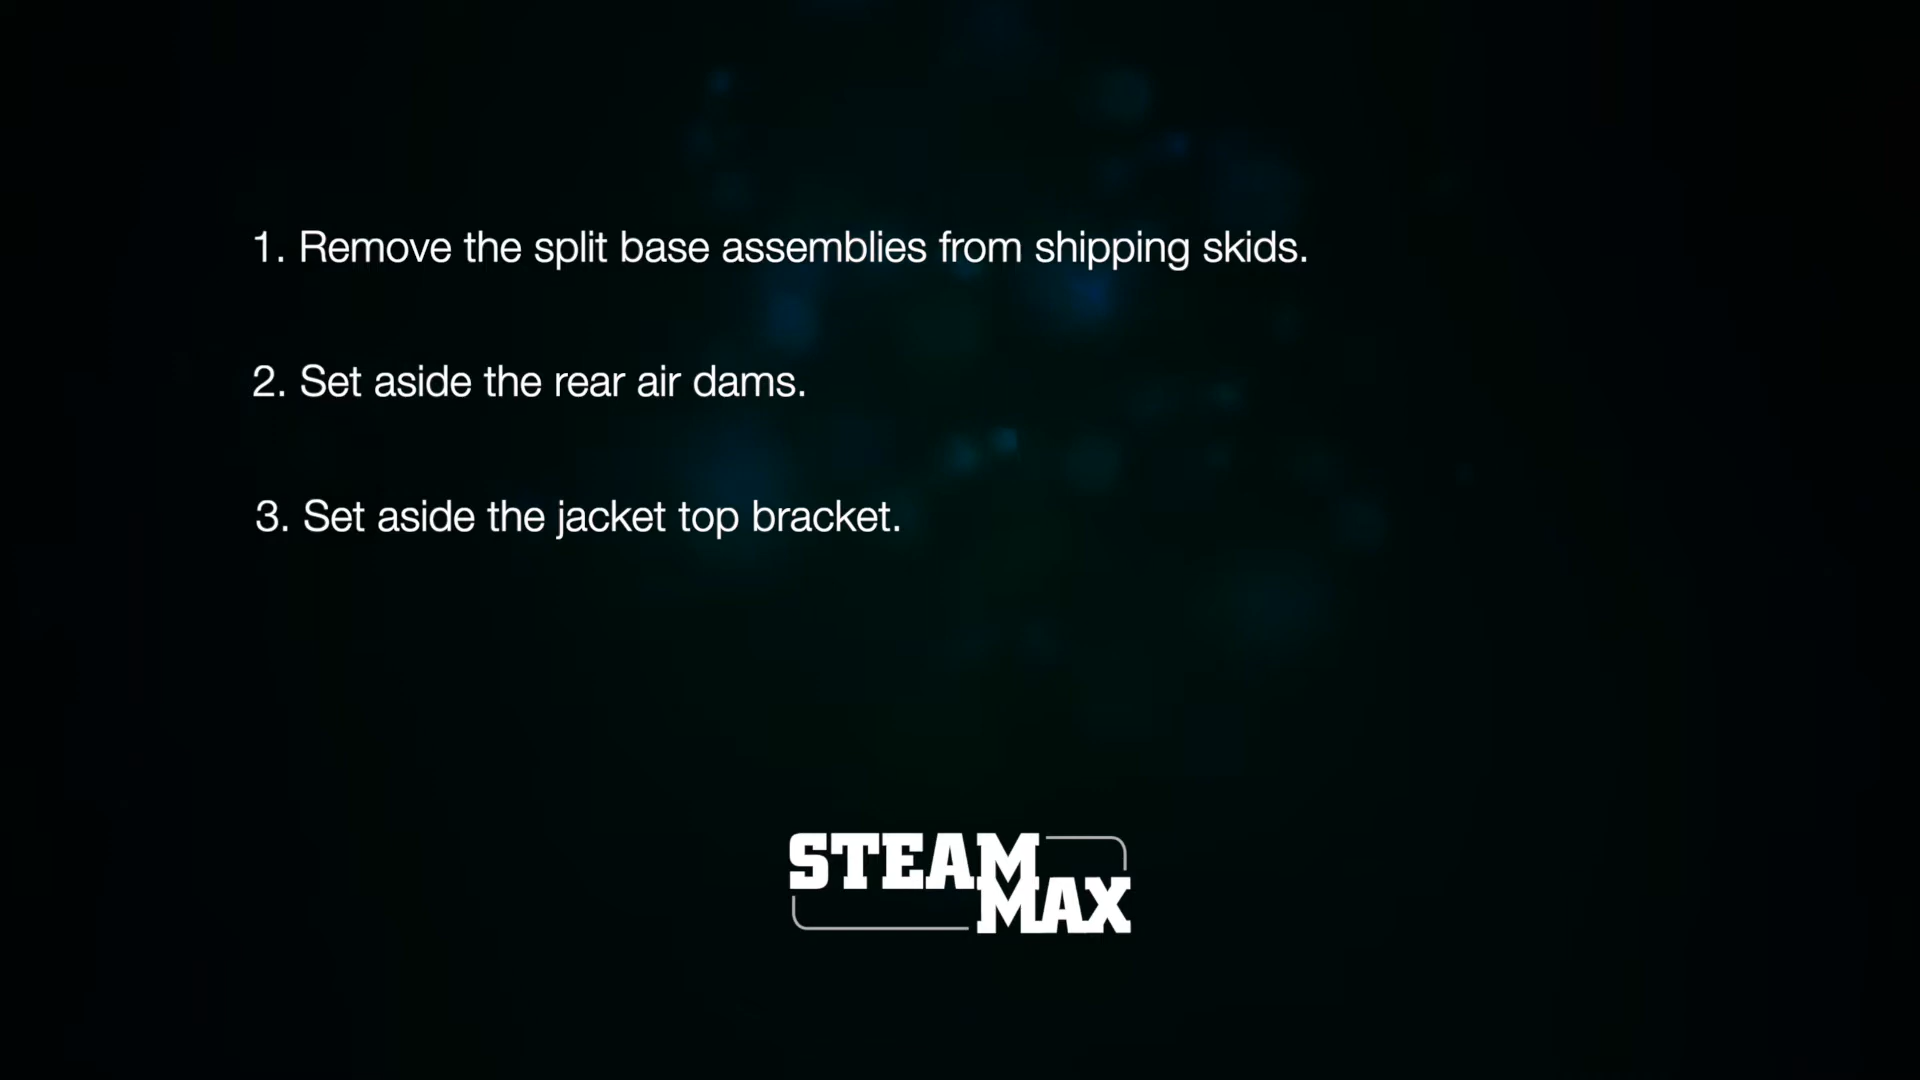 1. Remove the split base assemblies from shipping skids.
2. Set aside the rear air dams.
3. Set aside the jacket top bracket.
STEAM
MAX